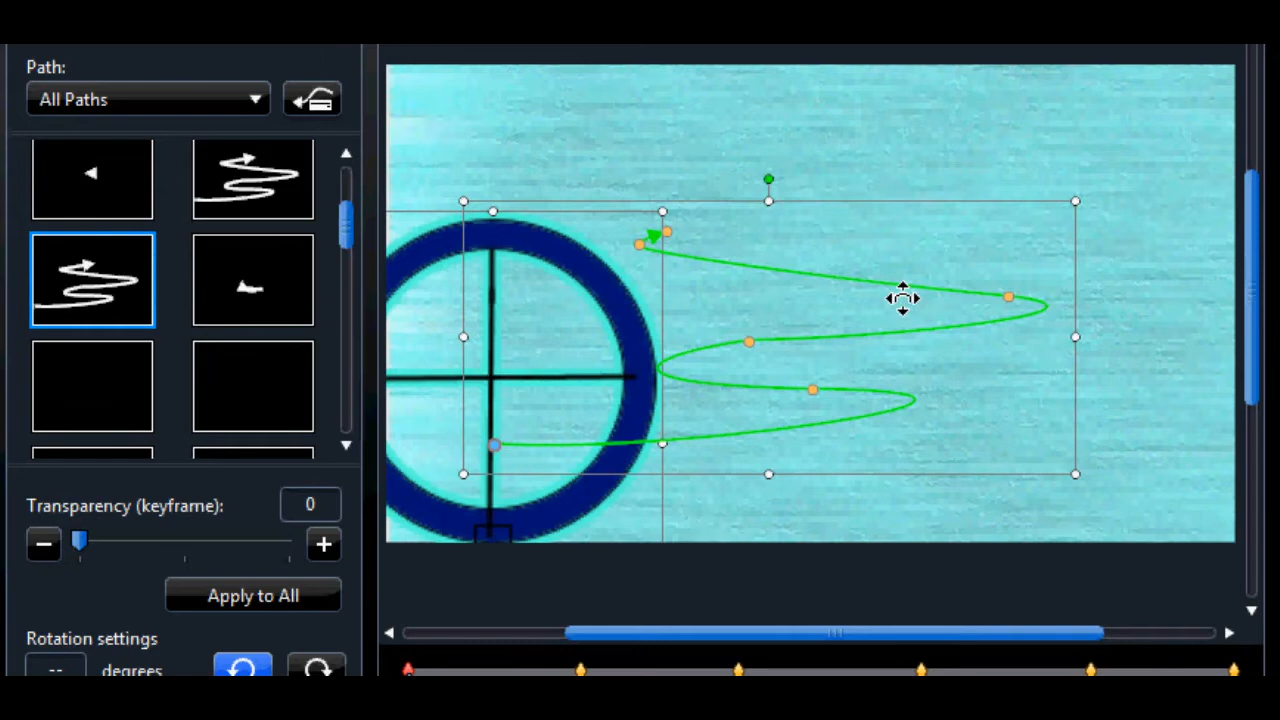 Path:
All Paths
Transparency (keyframe):
0
Apply to All
Rotation settings
-- degrees